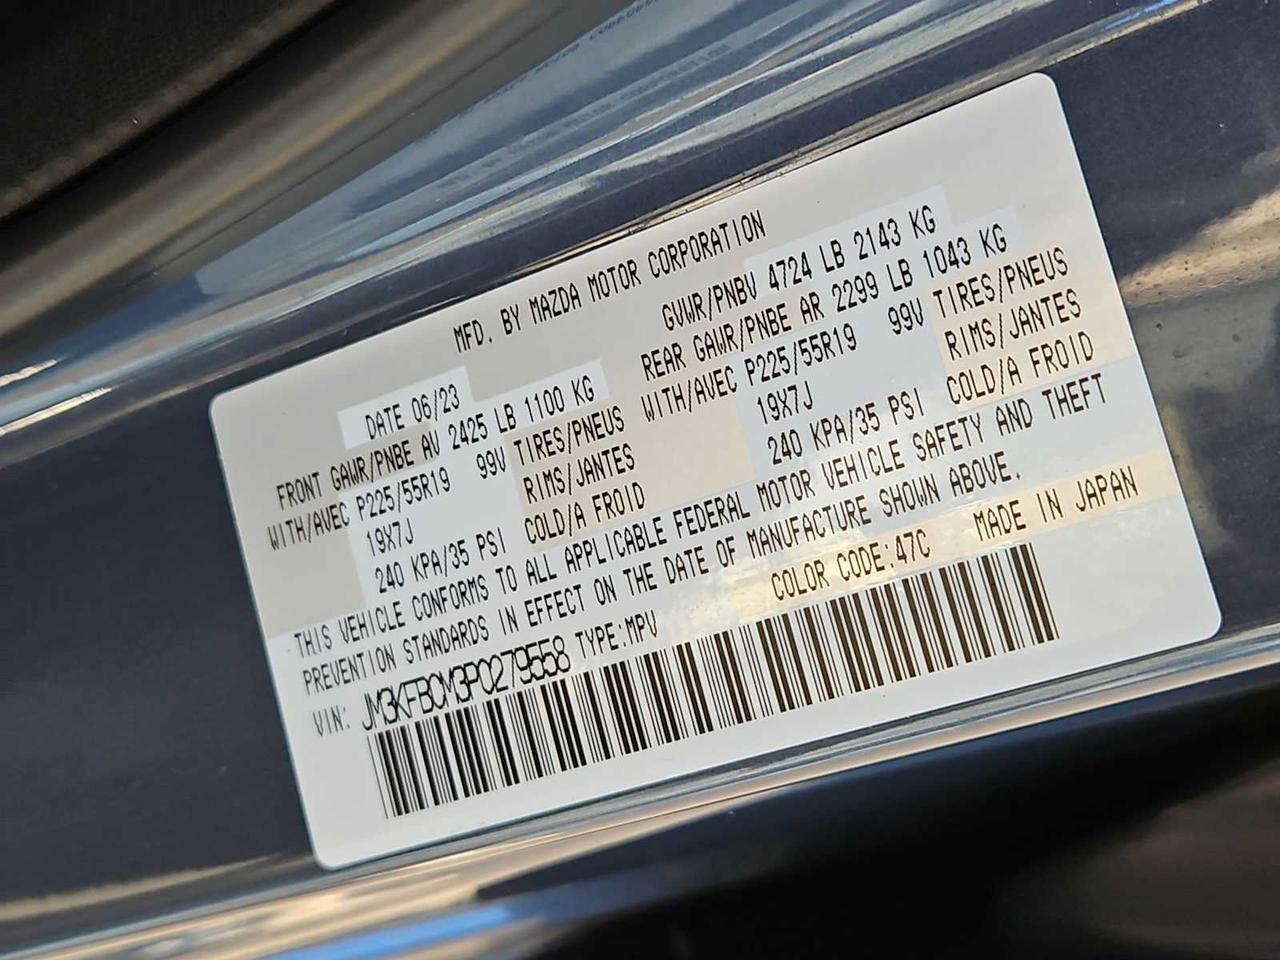 MFD. BY MAZDA MOTOR CORPORATION
DATE 06/23 GVWR/PNBV 4724 LB 2143 KG
FRONT GAWR/PNBE AV 2425 LB 1100 KG REAR GAWR/PNBE AR 2299 LB 1043 KG
WITH/AVEC P225/55R19 99V TIRES/PNEUS WITH/AVEC P225/55R19 99V TIRES/PNEUS
19X7J RIMS/JANTES 19X7J RIMS/JANTES
240 KPA/35 PSI COLD/A FROID 240 KPA/35 PSI COLD/A FROID
THIS VEHICLE CONFORMS TO ALL APPLICABLE FEDERAL MOTOR VEHICLE SAFETY AND THEFT
PREVENTION STANDARDS IN EFFECT ON THE DATE OF MANUFACTURE SHOWN ABOVE.
VIN: JM3KFBCM3P0279558 TYPE:MPV COLOR CODE:47C MADE IN JAPAN